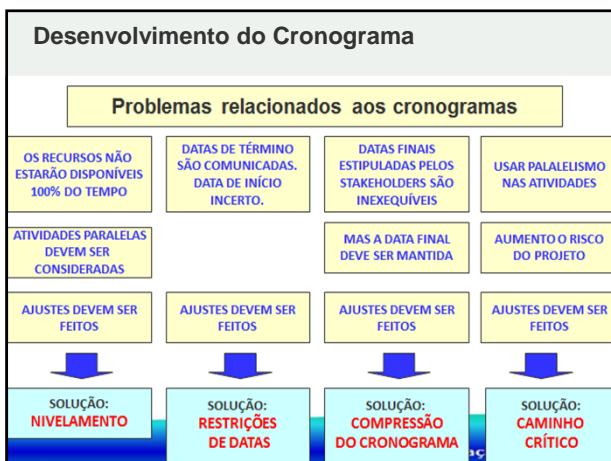 Desenvolvimento do Cronograma
Problemas relacionados aos cronogramas
OS RECURSOS NÃO
ESTARÃO DISPONÍVEIS
100% DO TEMPO
ATIVIDADES PARALELAS
DEVEM SER
CONSIDERADAS
AJUSTES DEVEM SER
FEITOS
SOLUÇÃO:
NIVELAMENTO
DATAS DE TÉRMINO
SÃO COMUNICADAS.
DATA DE INÍCIO
INCERTO.
AJUSTES DEVEM SER
FEITOS
SOLUÇÃO:
RESTRIÇÕES
DE DATAS
DATAS FINAIS
ESTIPULADAS PELOS
STAKEHOLDERS SÃO
INEXEQUÍVEIS
MAS A DATA FINAL
DEVE SER MANTIDA
AJUSTES DEVEM SER
FEITOS
SOLUÇÃO:
COMPRESSÃO
DO CRONOGRAMA
USAR PALALELISMO
NAS ATIVIDADES
AUMENTO O RISCO
DO PROJETO
AJUSTES DEVEM SER
FEITOS
SOLUÇÃO:
CAMINHO
CRÍTICO